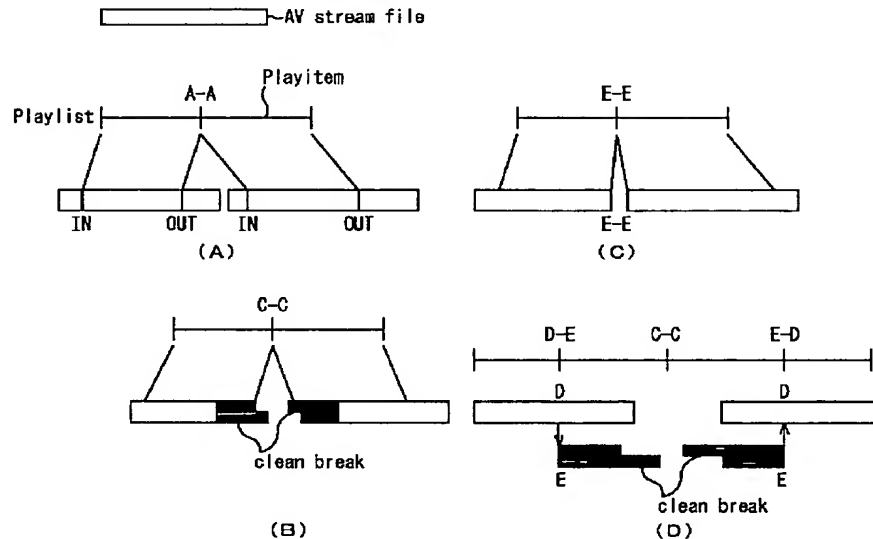 AV stream file
A-A
Playitem
Playlist
IN
OUT
IN
OUT
(A)
E-E
E-E
(C)
C-C
clean break
(B)
D-E
C-C
E-D
D
D
E
E
clean break
(D)